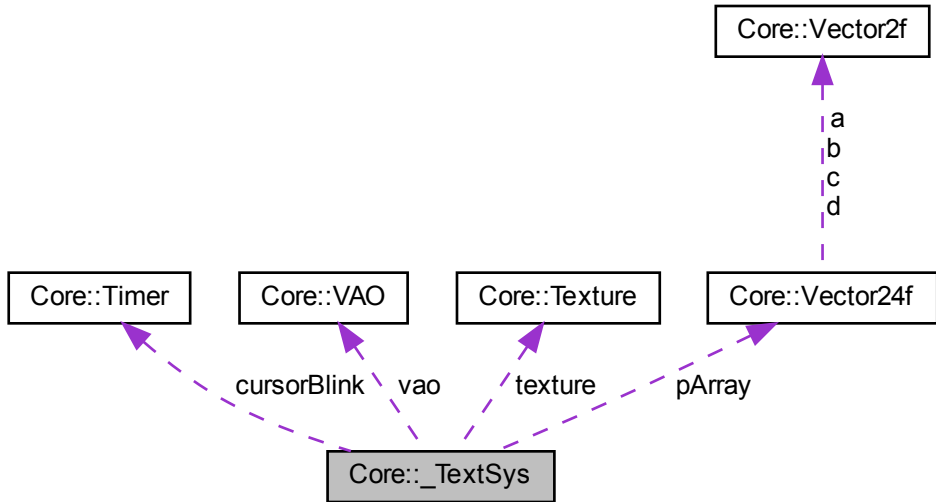 Core::Vector2f
a
b
c
d
Core::Timer
Core::VAO
Core::Texture
Core::Vector24f
cursorBlink
vao
texture
pArray
Core::_TextSys